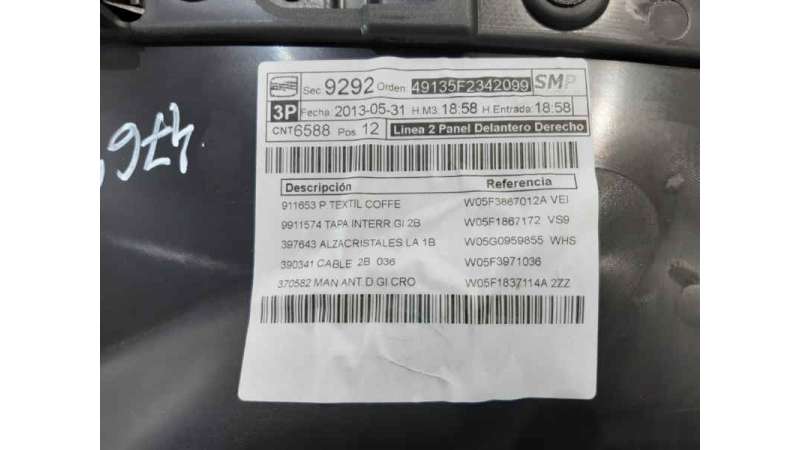 Sec 9292 Orden 49135F2342099 SMP
3P Fecha 2013-05-31 H.M3 18:58 H.Entrada: 18:58
CNT 6588 Pos 12 Linea 2 Panel Delantero Derecho
Descripción Referencia
911653 P TEXTIL COFFE W05F3867012A VEI
9911574 TAPA INTERR.GI 2B W05F1867172 VS9
397643 ALZACRISTALES LA 1B W05G0959855 WHS
390341 CABLE 2B 036 W05F3971036
370582 MAN ANT.D.GI CRO W05F1837114A 2ZZ
476